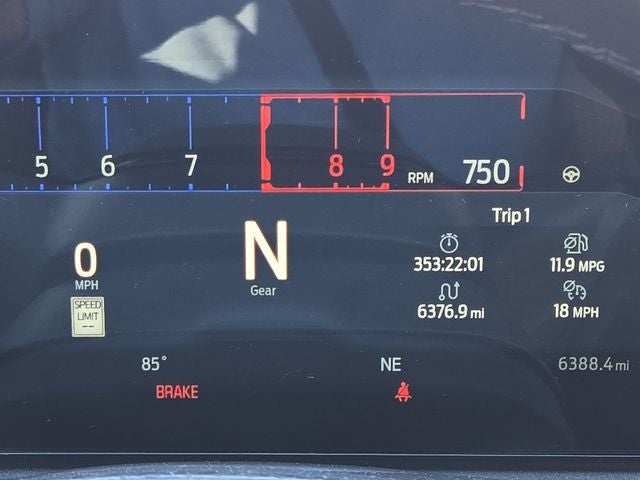 5 6 7 8 9 RPM 750
Trip 1
0 MPH
SPEED
LIMIT
--
N
Gear
353:22:01
11.9 MPG
6376.9 mi
18 MPH
85° NE 6388.4 mi
BRAKE